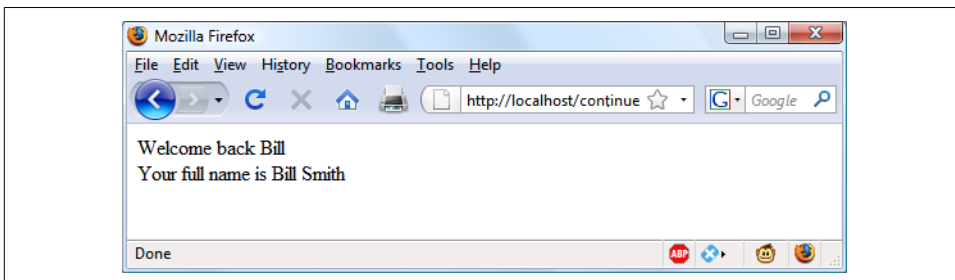 Mozilla Firefox
File Edit View History Bookmarks Tools Help
http://localhost/continue G Google
Welcome back Bill
Your full name is Bill Smith
Done ABP